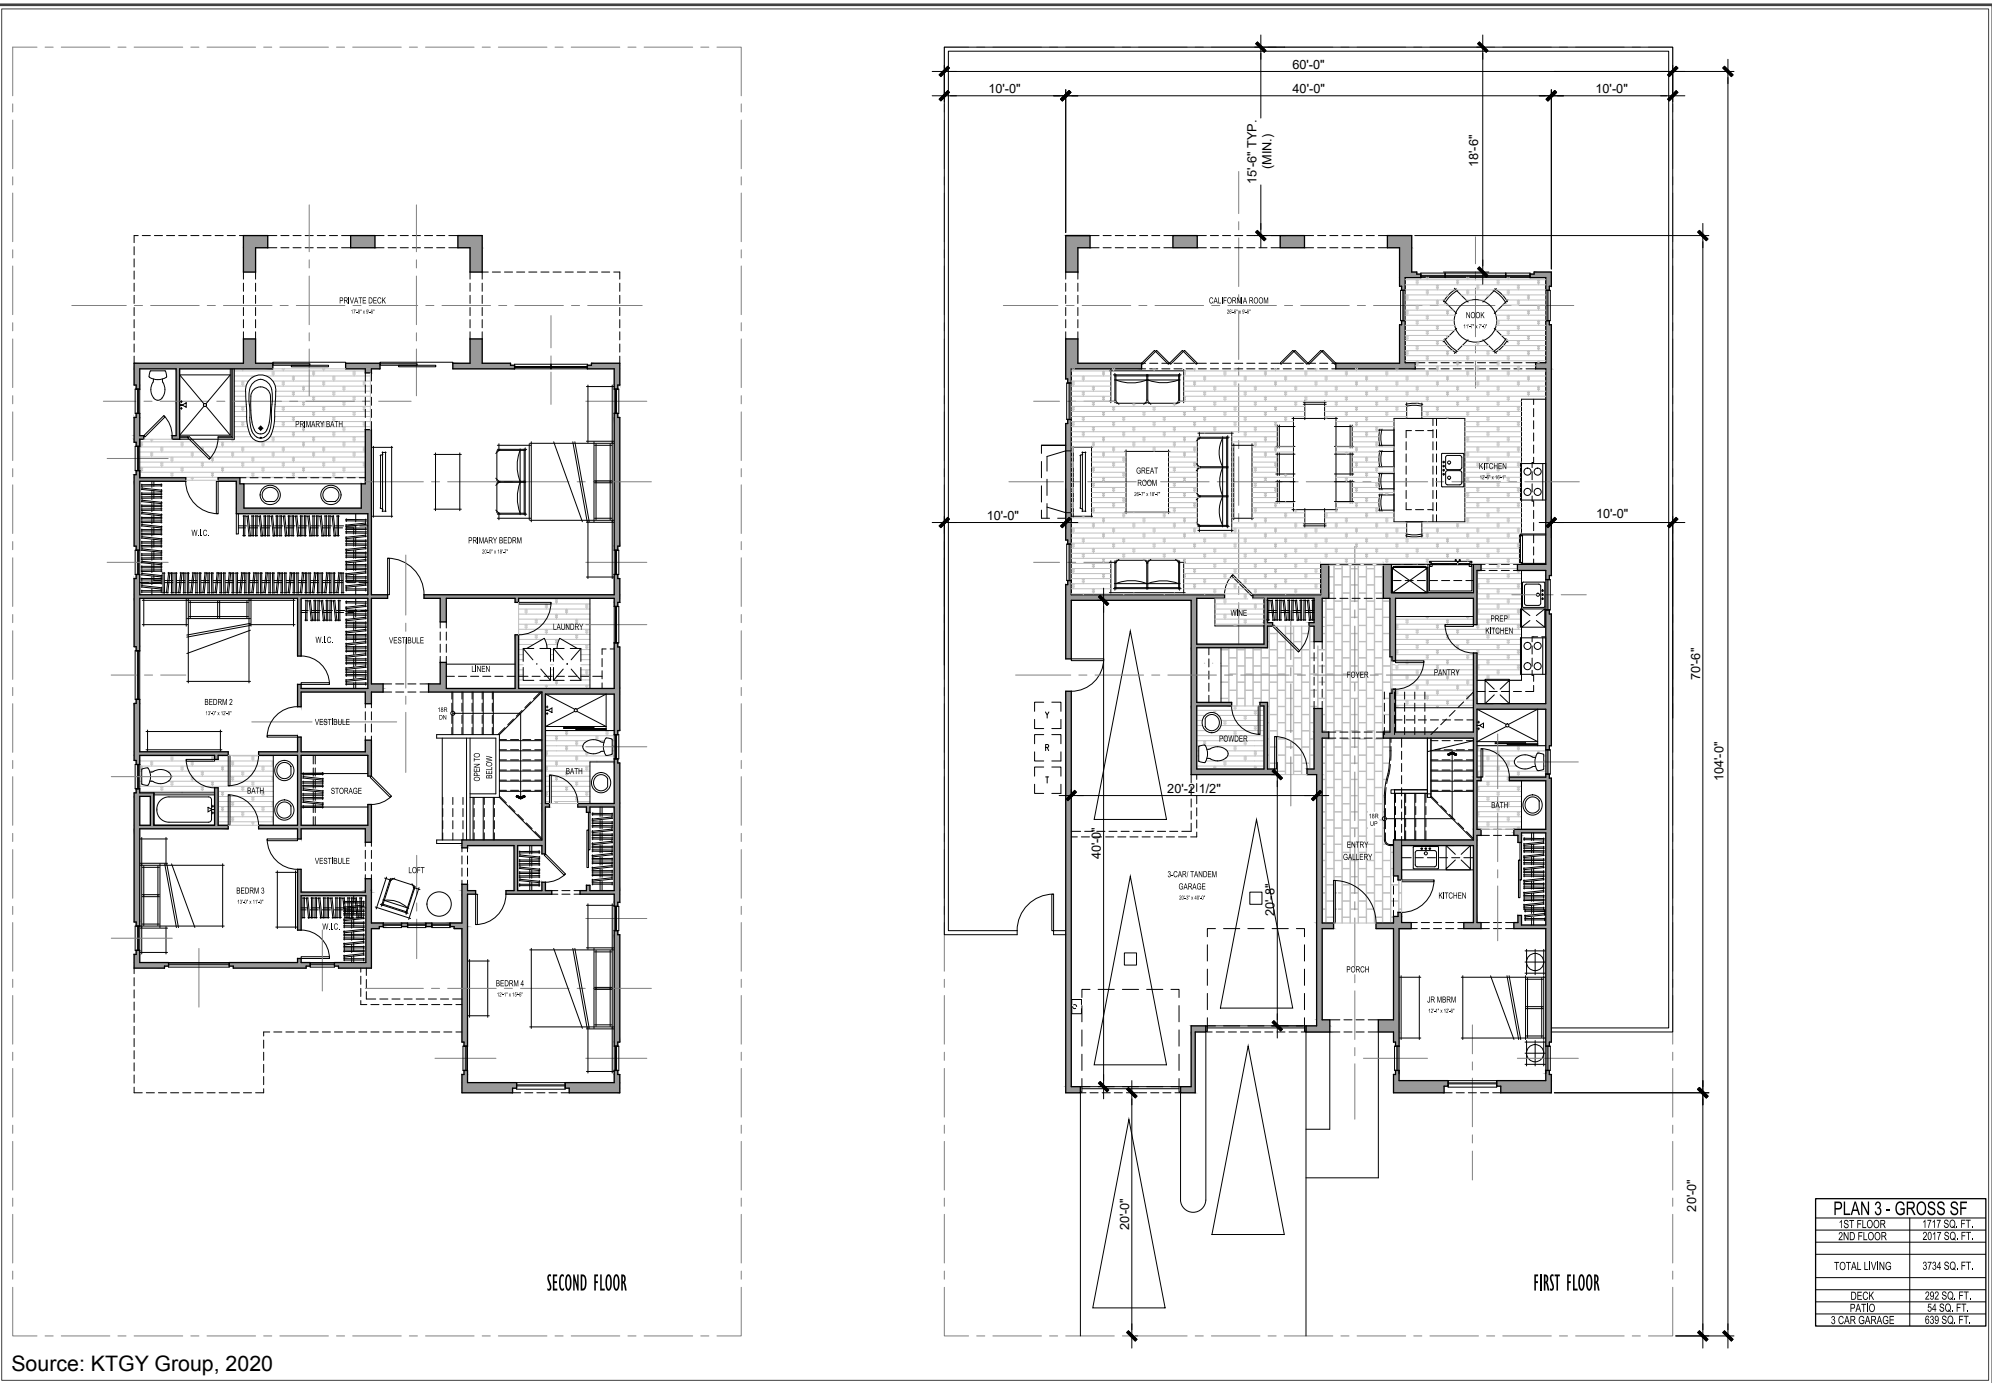 PRIVATE DECK
17'-8" x 9'-6"
PRIMARY BATH
PRIMARY BEDRM
W.I.C.
VESTIBULE
LAUNDRY
LINEN
W.I.C.
BEDRM 2
VESTIBULE
18R
DN
OPEN TO
BELOW
BATH
BATH
STORAGE
VESTIBULE
LOFT
BEDRM 3
W.I.C.
BEDRM 4
SECOND FLOOR
60'-0"
10'-0"
40'-0"
10'-0"
15'-6" TYP.
(MIN.)
18'-6"
CALIFORNIA ROOM
NOOK
GREAT
ROOM
KITCHEN
10'-0"
10'-0"
WINE
PREP
KITCHEN
FOYER
PANTRY
70'-6"
Y
R
T
POWDER
104'-0"
20'-2 1/2"
40'-0"
BATH
18R
UP
ENTRY
GALLERY
3-CAR/ TANDEM
GARAGE
20'-8"
KITCHEN
PORCH
JR MBRM
S
20'-0"
20'-0"
FIRST FLOOR
PLAN 3 - GROSS SF
1ST FLOOR 1717 SQ. FT.
2ND FLOOR 2017 SQ. FT.
TOTAL LIVING 3734 SQ. FT.
DECK 292 SQ. FT.
PATIO 54 SQ. FT.
3 CAR GARAGE 639 SQ. FT.
Source: KTGY Group, 2020